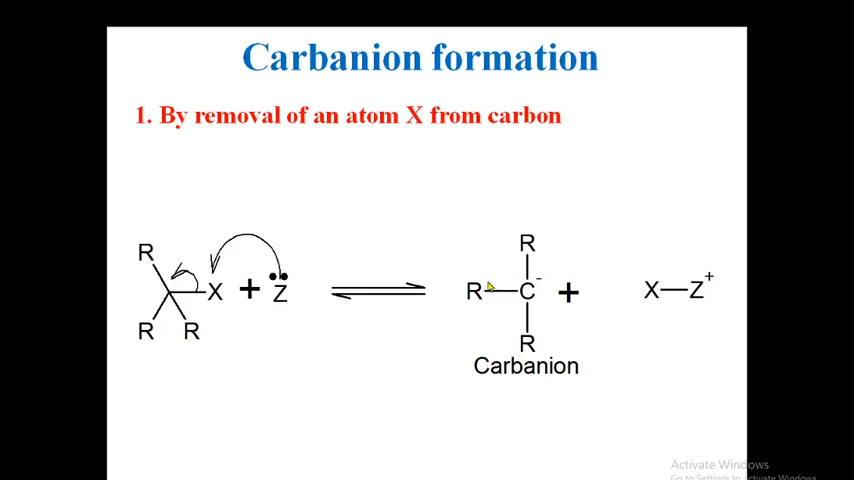 Carbanion formation
1. By removal of an atom X from carbon
R
R R
X + Z
R
R C - + X Z +
R
Carbanion
Activate Windows
Go to Settings to activate Windows.